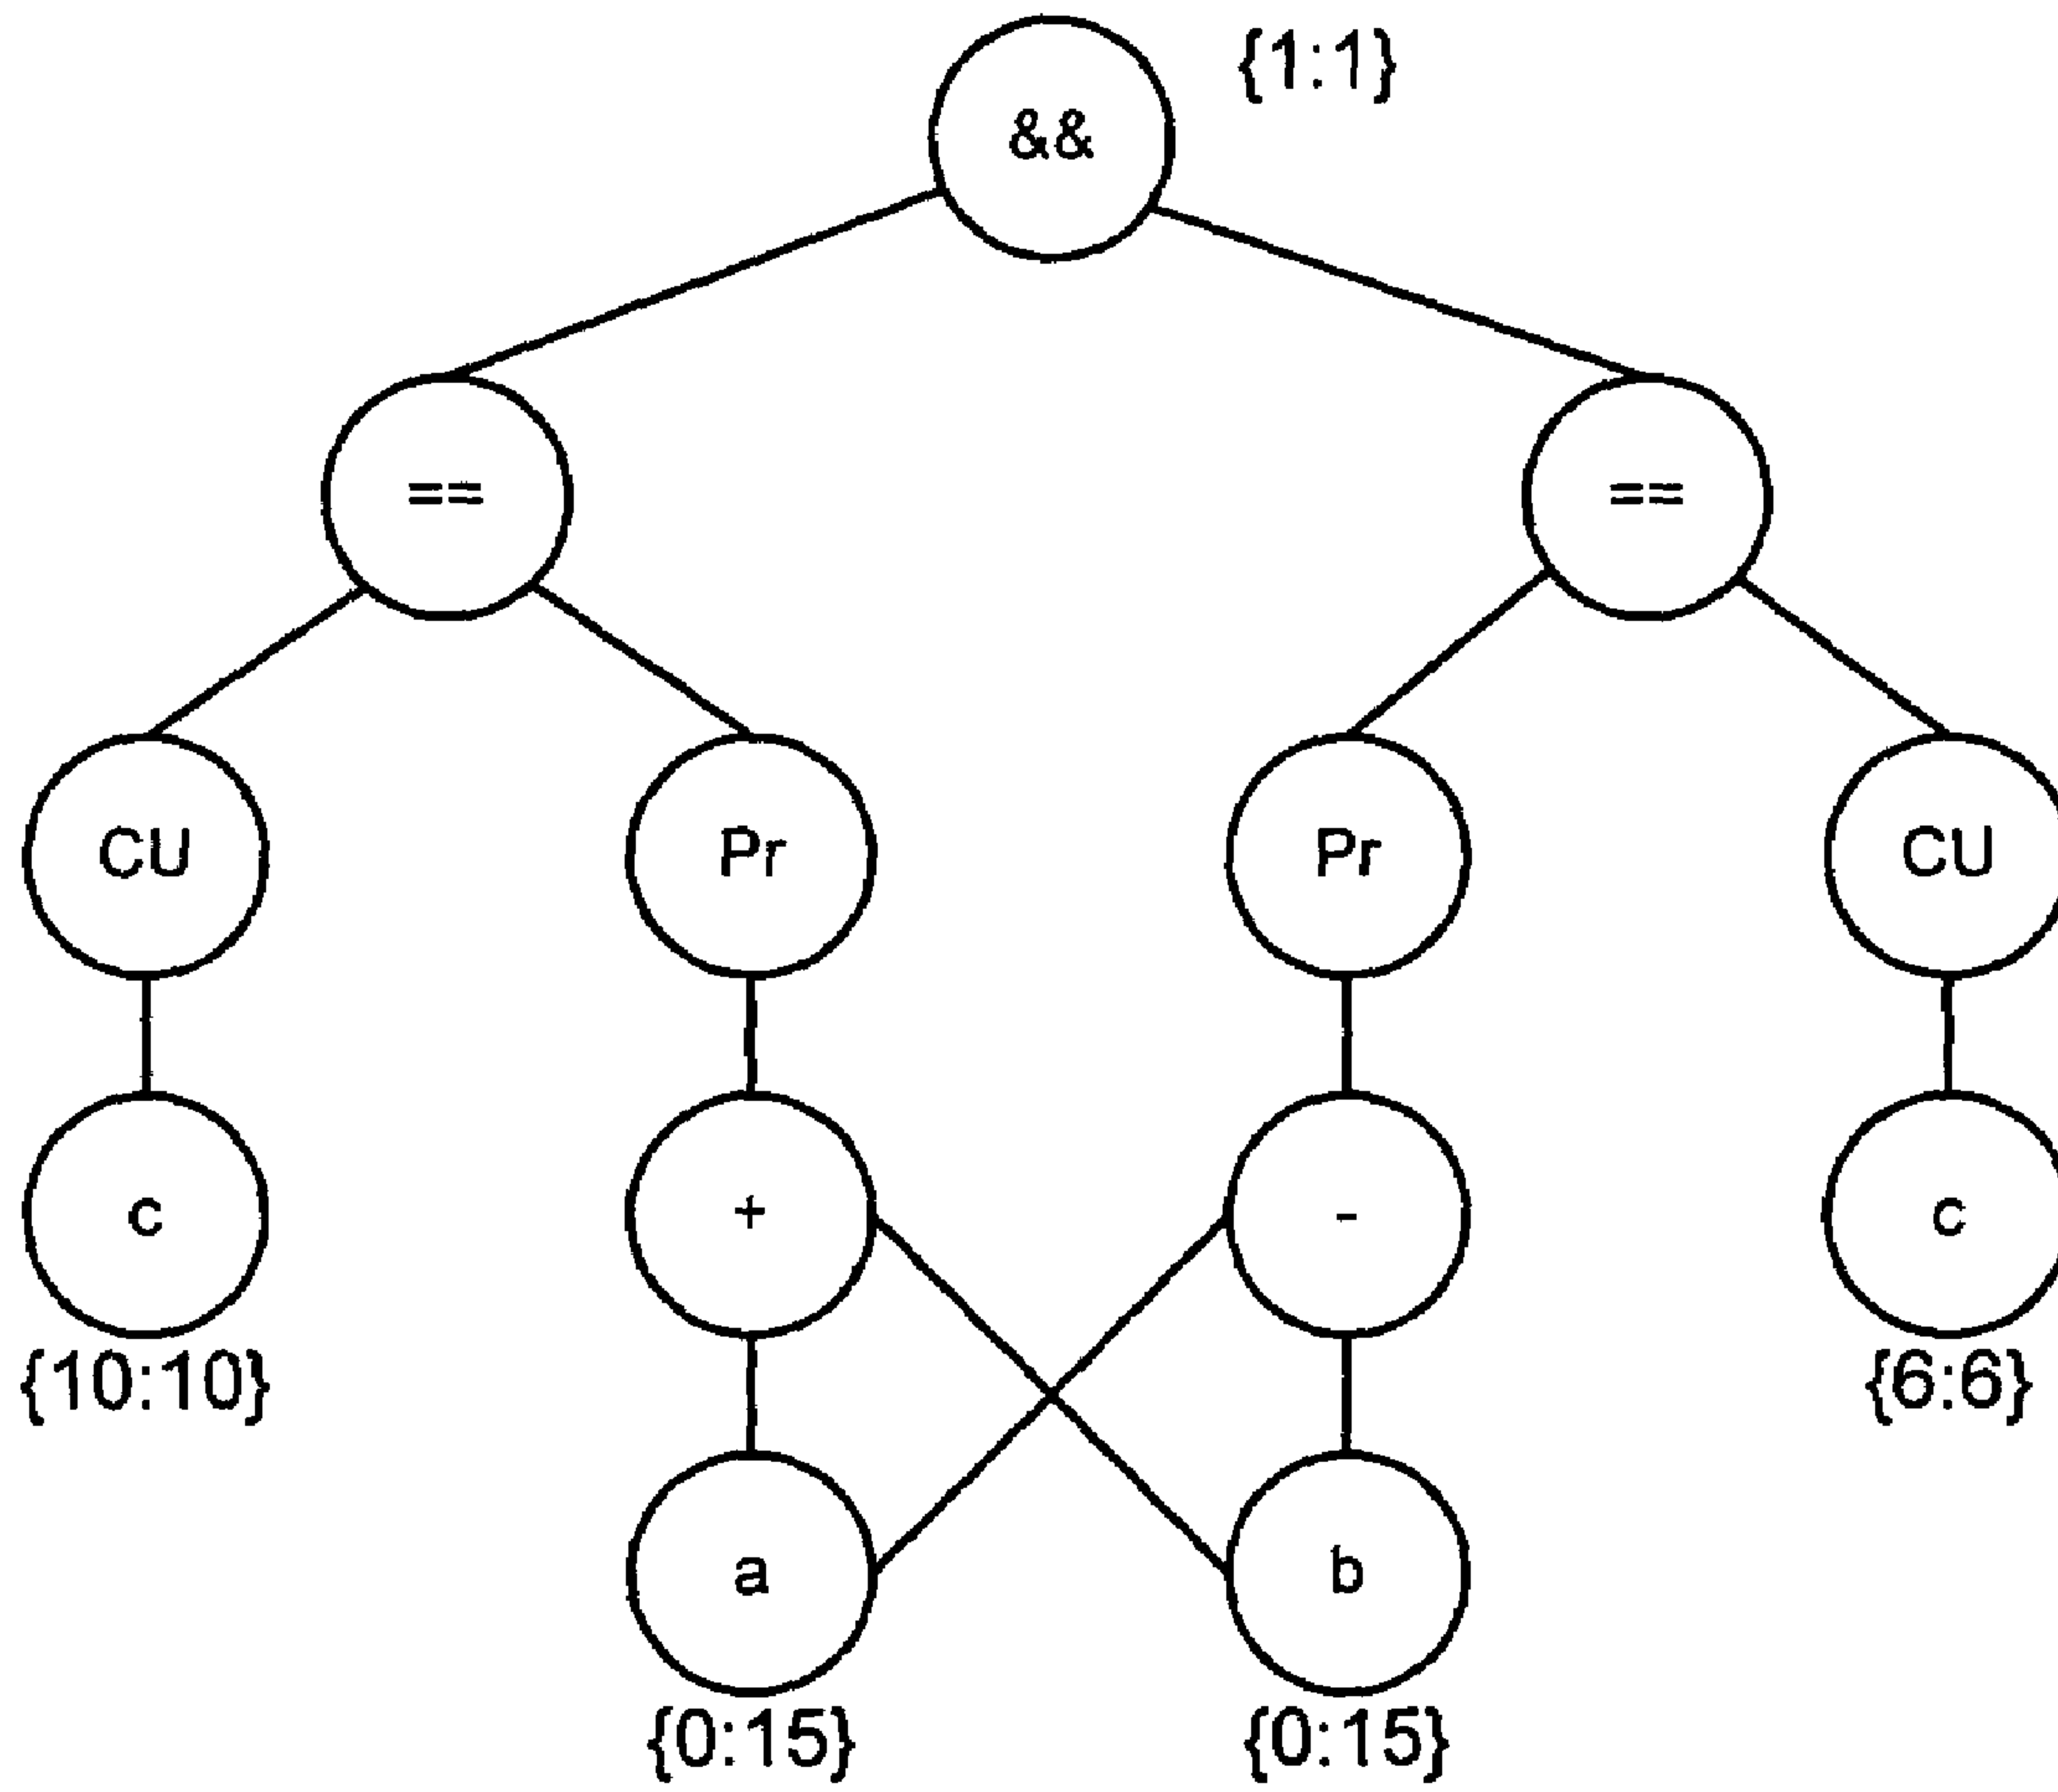 {1:1}
&&
== ==
CU Pr Pr CU
c + - c
{10:10} {6:6}
a b
{0:15} {0:15}